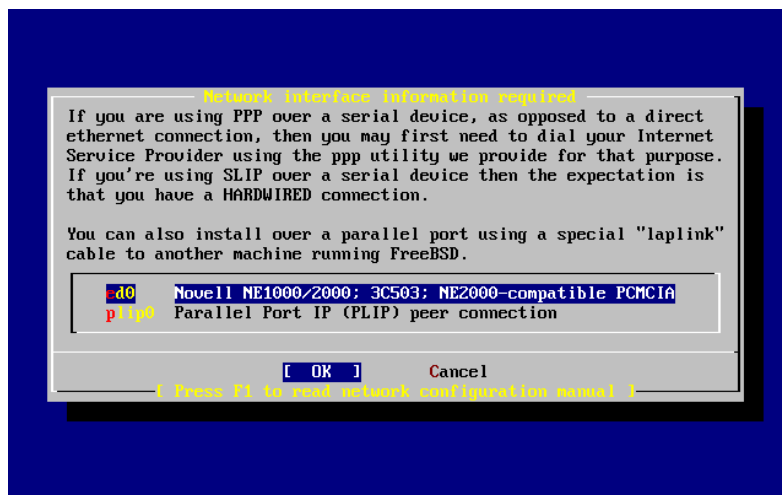 Network interface information required
If you are using PPP over a serial device, as opposed to a direct
ethernet connection, then you may first need to dial your Internet
Service Provider using the ppp utility we provide for that purpose.
If you're using SLIP over a serial device then the expectation is
that you have a HARDWIRED connection.
You can also install over a parallel port using a special "laplink"
cable to another machine running FreeBSD.
ed0 Novell NE1000/2000; 3C503; NE2000-compatible PCMCIA
plip0 Parallel Port IP (PLIP) peer connection
[ OK ] Cancel
[ Press F1 to read network configuration manual ]